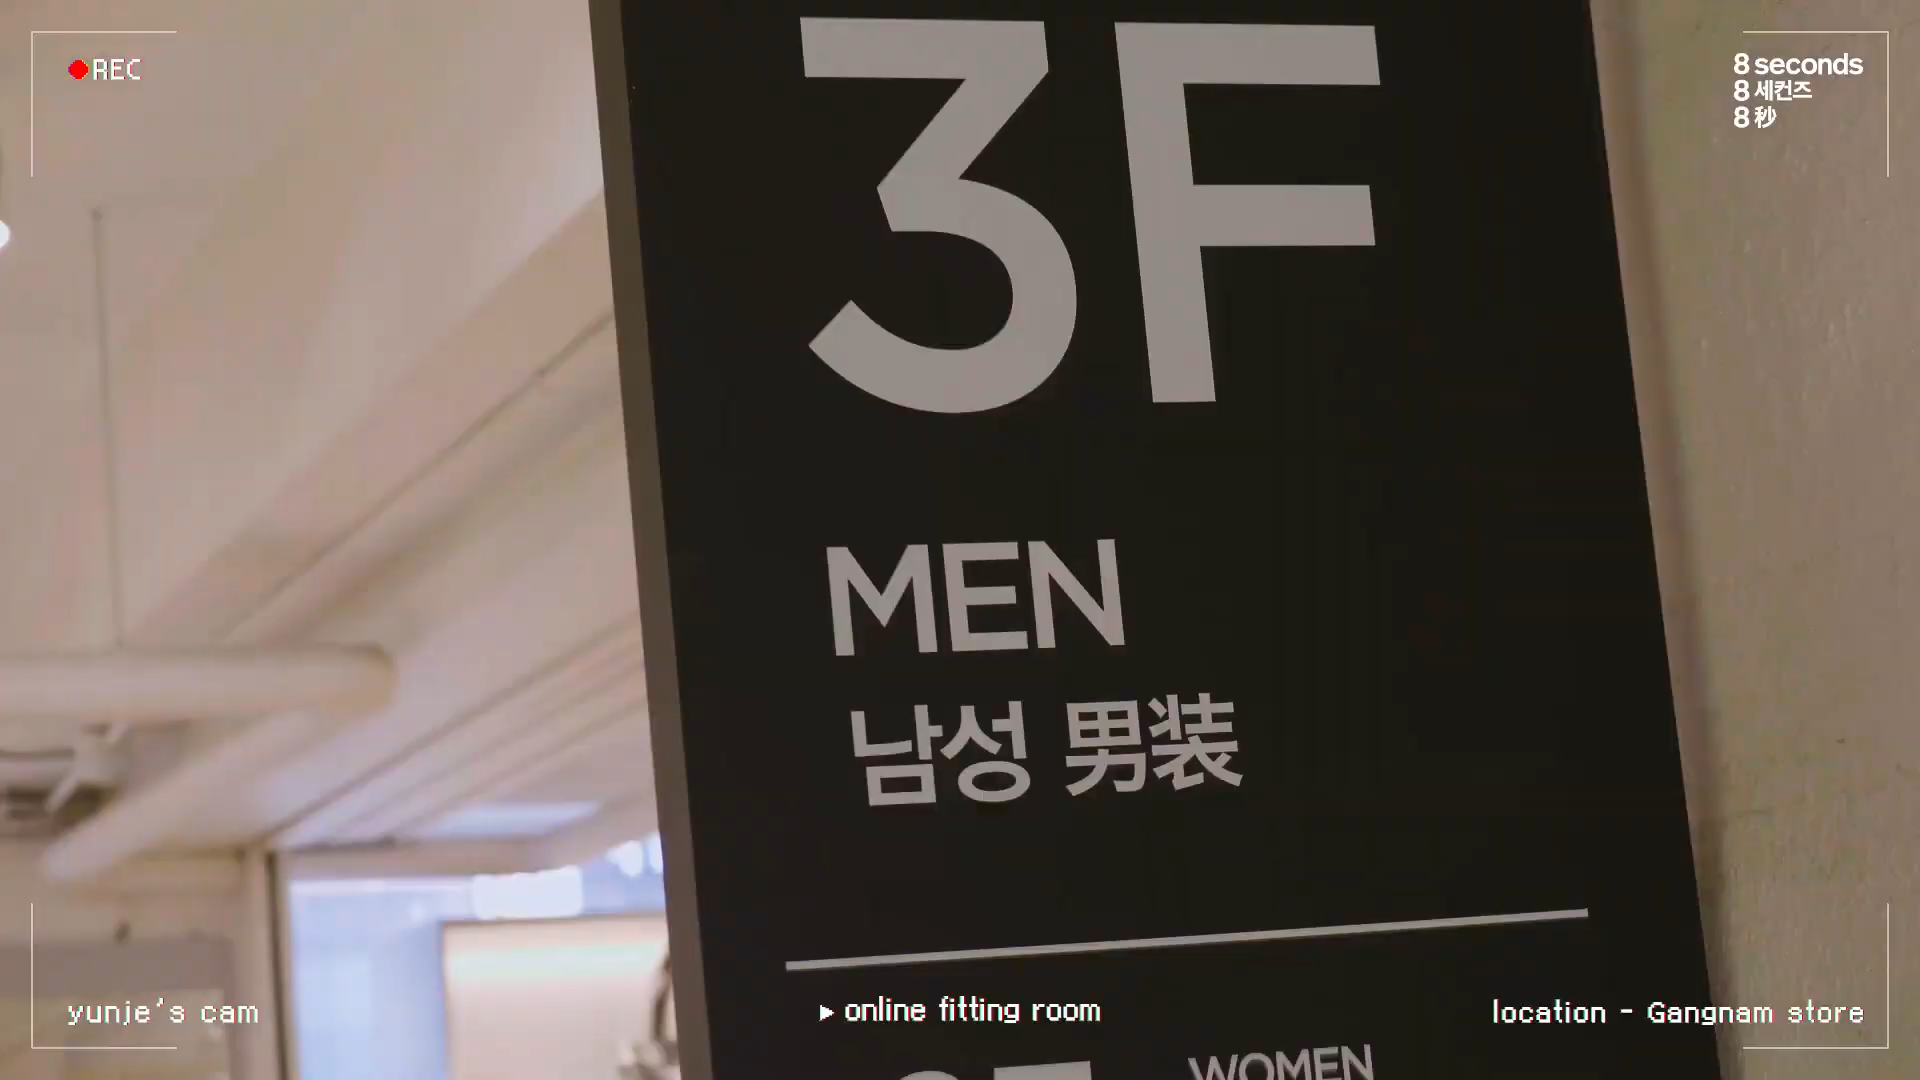 REC
8 seconds
8 세컨즈
8 秒
3F
MEN
남성 男装
yunje's cam
▶ online fitting room
location - Gangnam store
WOMEN